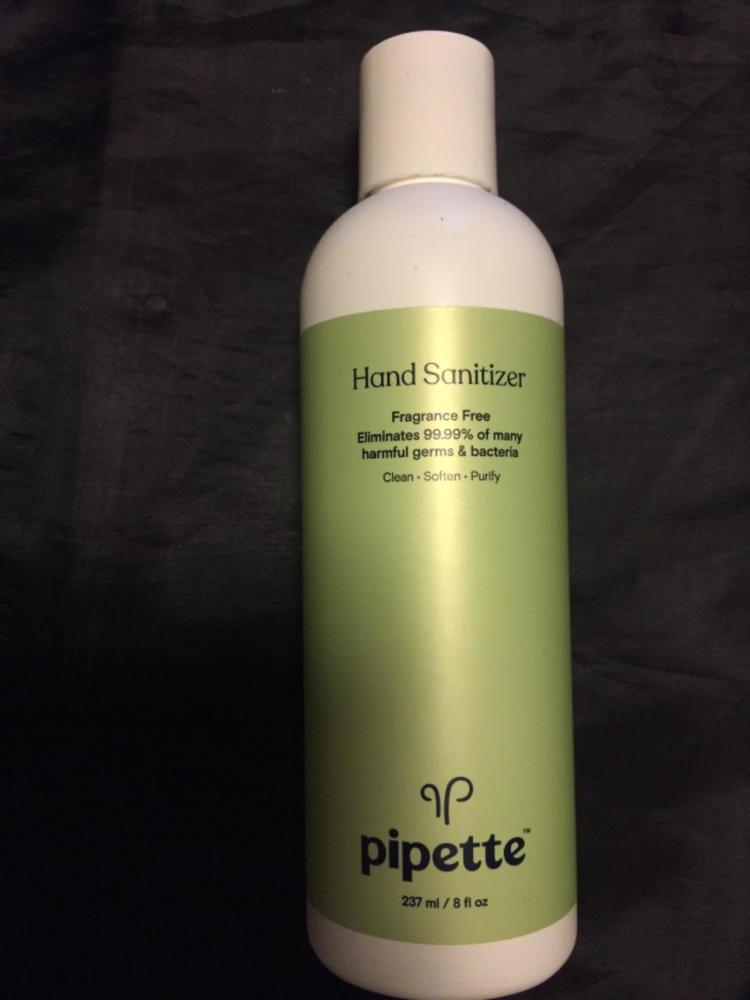 Hand Sanitizer
Fragrance Free
Eliminates 99.99% of many
harmful germs & bacteria
Clean • Soften • Purify
pipette™
237 ml / 8 fl oz